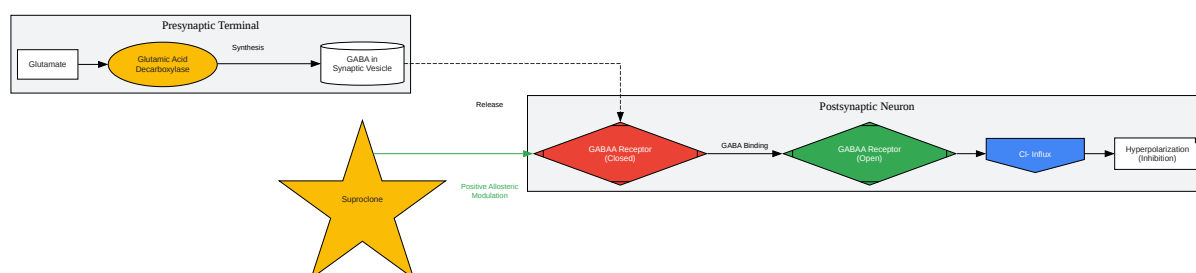 Presynaptic Terminal
Glutamate
Glutamic Acid
Decarboxylase
Synthesis
GABA in
Synaptic Vesicle
Release
Postsynaptic Neuron
GABAA Receptor
(Closed)
GABA Binding
GABAA Receptor
(Open)
Cl- Influx
Hyperpolarization
(Inhibition)
Suproclone
Positive Allosteric
Modulation